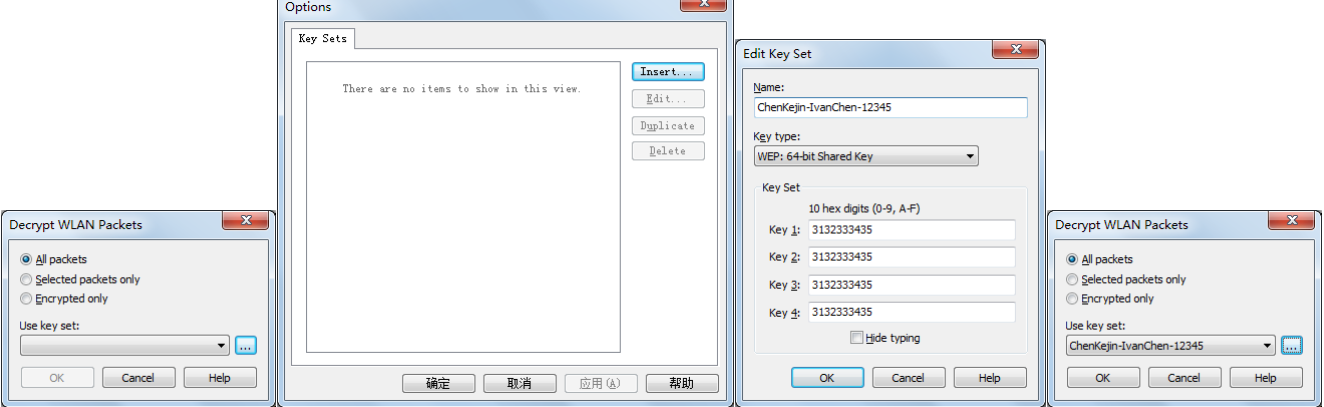 Decrypt WLAN Packets
All packets
Selected packets only
Encrypted only
Use key set:
...
OK
Cancel
Help
Options
Key Sets
There are no items to show in this view.
Insert...
Edit...
Duplicate
Delete
确定
取消
应用(A)
帮助
Edit Key Set
Name:
ChenKejin-IvanChen-12345
Key type:
WEP: 64-bit Shared Key
Key Set
10 hex digits (0-9, A-F)
Key 1: 3132333435
Key 2: 3132333435
Key 3: 3132333435
Key 4: 3132333435
Hide typing
OK
Cancel
Help
Decrypt WLAN Packets
All packets
Selected packets only
Encrypted only
Use key set:
ChenKejin-IvanChen-12345
...
OK
Cancel
Help